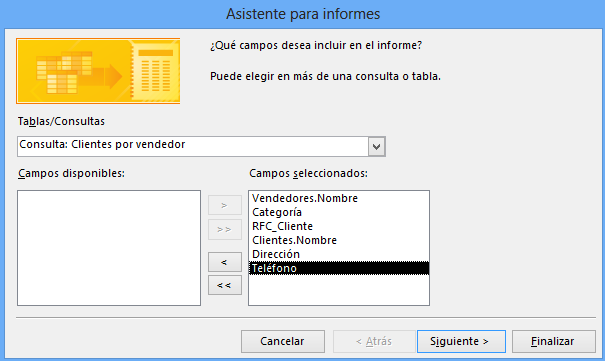 Asistente para informes
¿Qué campos desea incluir en el informe?
Puede elegir en más de una consulta o tabla.
Tablas/Consultas
Consulta: Clientes por vendedor
Campos disponibles:
Campos seleccionados:
>
>>
<
<<
Vendedores.Nombre
Categoría
RFC_Cliente
Clientes.Nombre
Dirección
Teléfono
Cancelar
< Atrás
Siguiente >
Finalizar